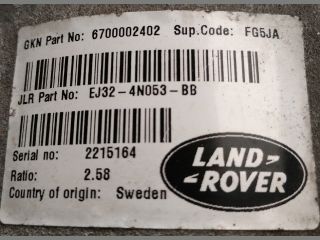 GKN Part No: 6700002402 Sup.Code: FG5JA
JLR Part No: EJ32-4N053-BB
Serial no: 2215164
Ratio: 2.58
Country of origin: Sweden
LAND-
-ROVER